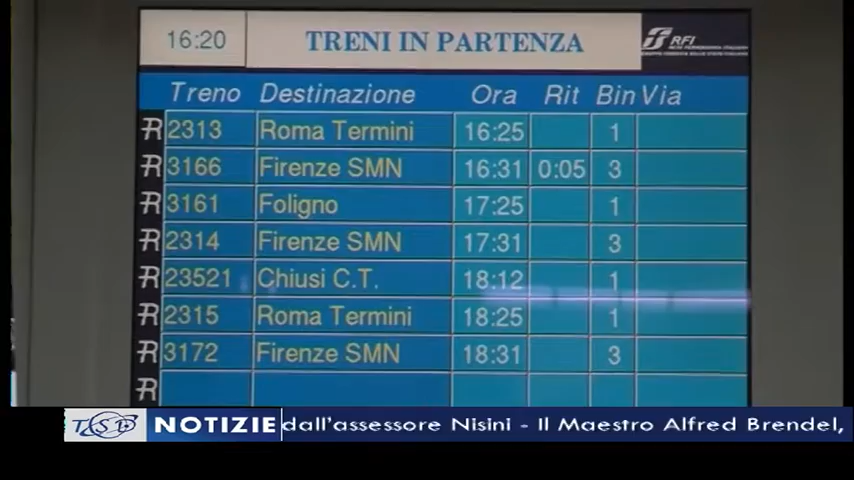 16:20 TRENI IN PARTENZA RFI
Treno Destinazione Ora Rit Bin Via
R 2313 Roma Termini 16:25 1
R 3166 Firenze SMN 16:31 0:05 3
R 3161 Foligno 17:25 1
R 2314 Firenze SMN 17:31 3
R 23521 Chiusi C.T. 18:12 1
R 2315 Roma Termini 18:25 1
R 3172 Firenze SMN 18:31 3
R
NOTIZIE dall'assessore Nisini - Il Maestro Alfred Brendel,